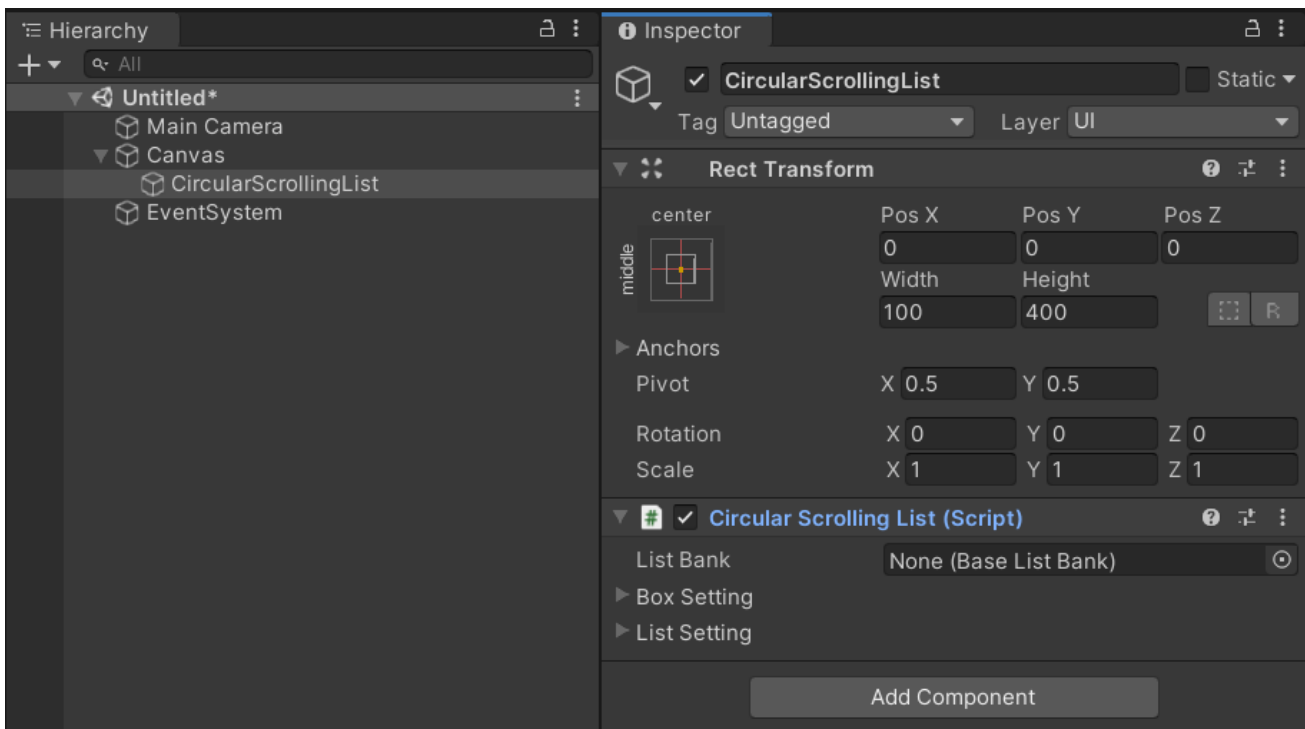 Hierarchy
All
Untitled*
Main Camera
Canvas
CircularScrollingList
EventSystem
Inspector
CircularScrollingList
Static
Tag Untagged Layer UI
Rect Transform
center
middle
Pos X Pos Y Pos Z
0 0 0
Width Height
100 400
R
Anchors
Pivot X 0.5 Y 0.5
Rotation X 0 Y 0 Z 0
Scale X 1 Y 1 Z 1
# Circular Scrolling List (Script)
List Bank None (Base List Bank)
Box Setting
List Setting
Add Component